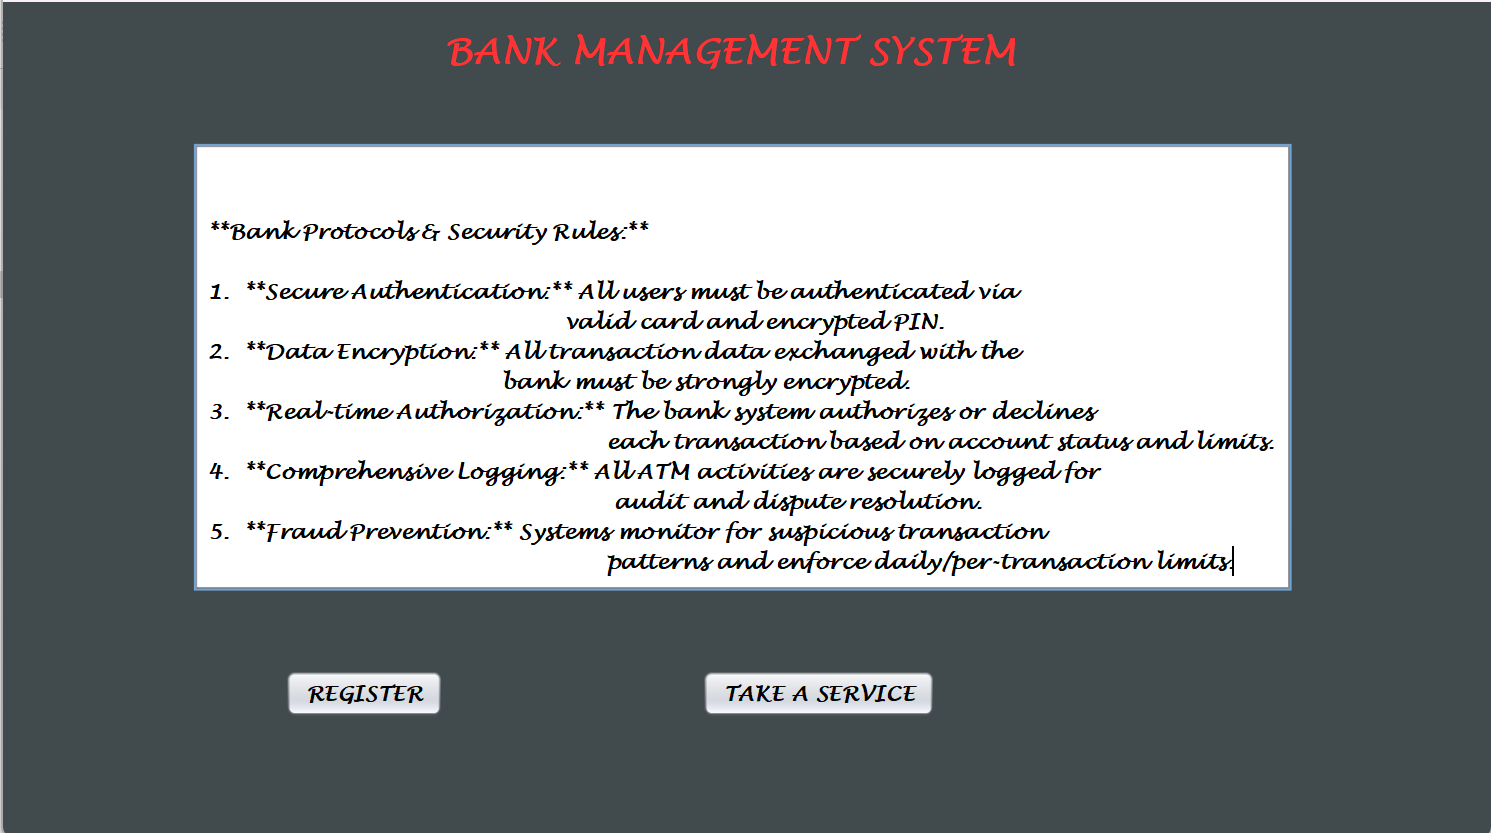 BANK MANAGEMENT SYSTEM
**Bank Protocols & Security Rules:**
1. **Secure Authentication:** All users must be authenticated via
valid card and encrypted PIN.
2. **Data Encryption:** All transaction data exchanged with the
bank must be strongly encrypted.
3. **Real-time Authorization:** The bank system authorizes or declines
each transaction based on account status and limits.
4. **Comprehensive Logging:** All ATM activities are securely logged for
audit and dispute resolution.
5. **Fraud Prevention:** Systems monitor for suspicious transaction
patterns and enforce daily/per-transaction limits.
REGISTER
TAKE A SERVICE